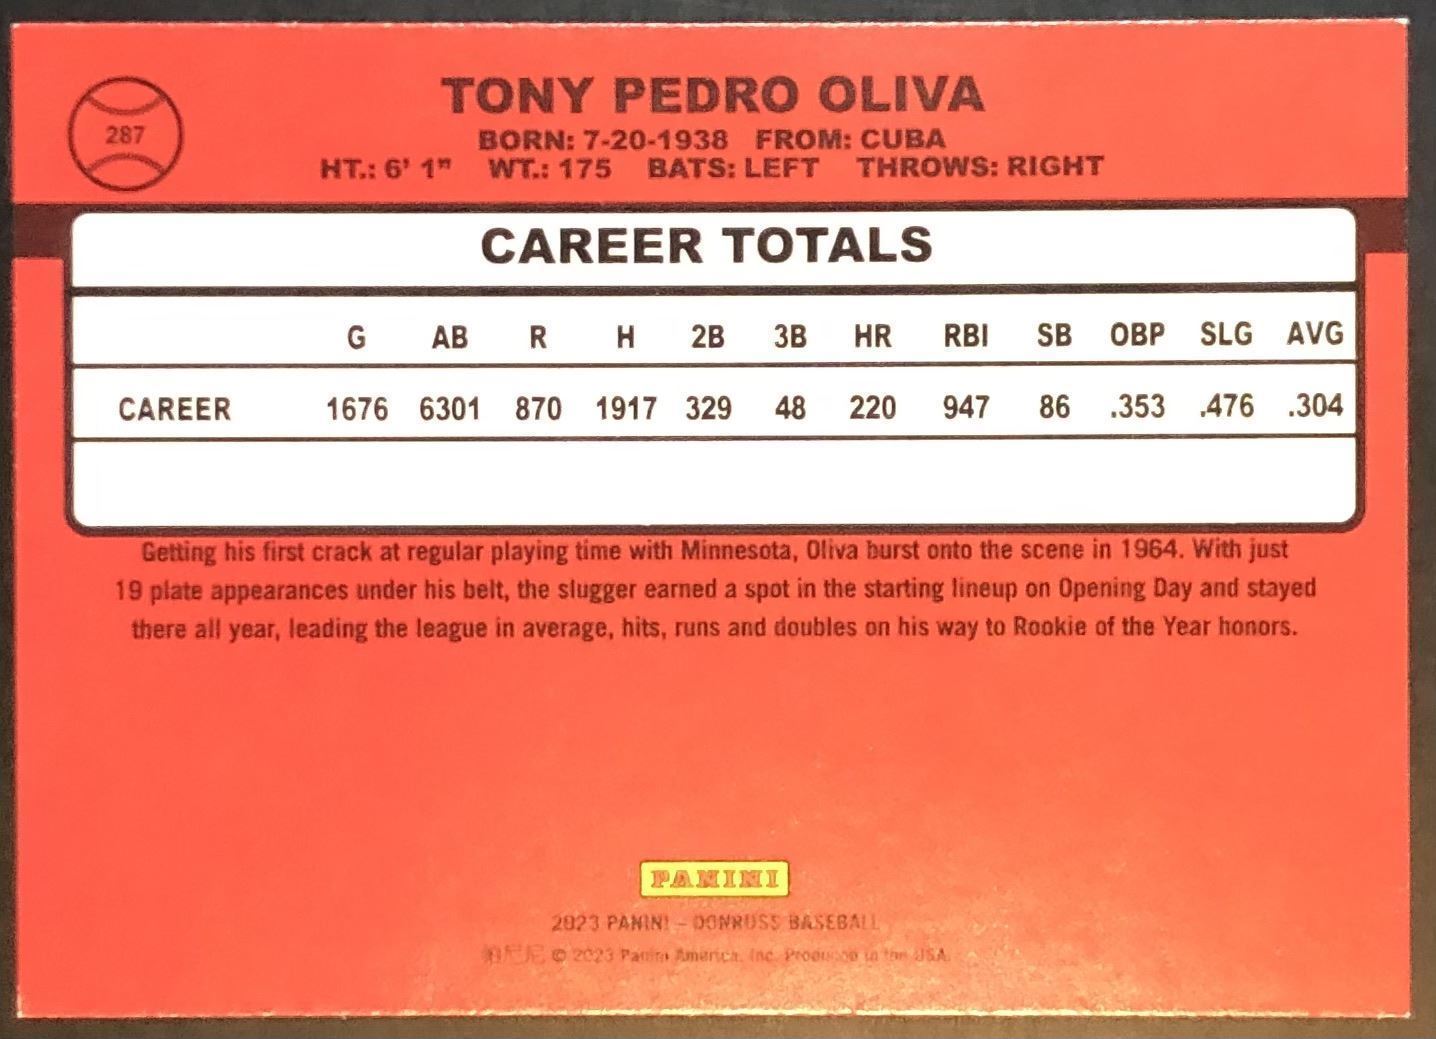 287
TONY PEDRO OLIVA
BORN: 7-20-1938 FROM: CUBA
HT.: 6' 1" WT.: 175 BATS: LEFT THROWS: RIGHT
CAREER TOTALS
G AB R H 2B 3B HR RBI SB OBP SLG AVG
CAREER 1676 6301 870 1917 329 48 220 947 86 .353 .476 .304
Getting his first crack at regular playing time with Minnesota, Oliva burst onto the scene in 1964. With just
19 plate appearances under his belt, the slugger earned a spot in the starting lineup on Opening Day and stayed
there all year, leading the league in average, hits, runs and doubles on his way to Rookie of the Year honors.
PANINI
2023 PANINI – DONRUSS BASEBALL
© 2023 Panini America, Inc. in the USA.